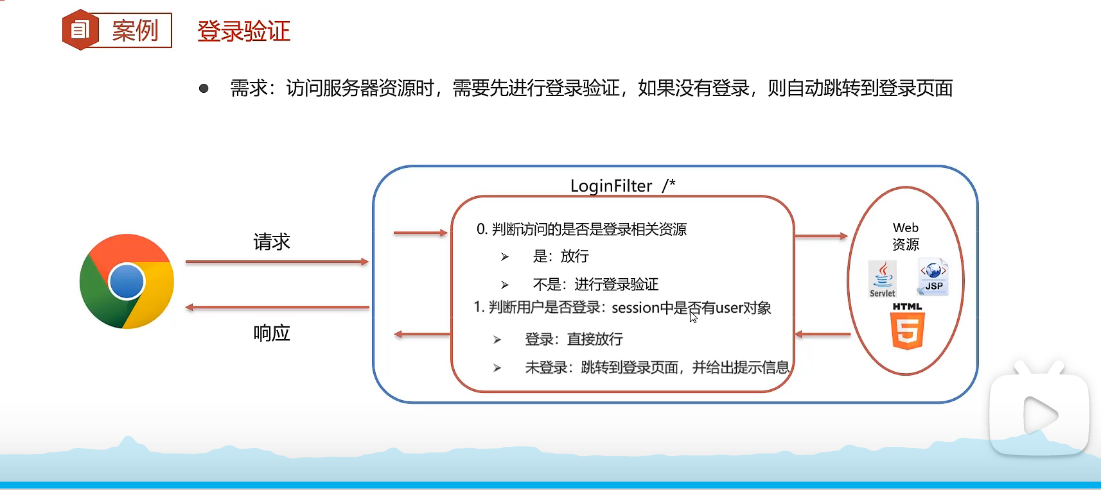 案例 登录验证
● 需求：访问服务器资源时，需要先进行登录验证，如果没有登录，则自动跳转到登录页面
LoginFilter /*
0. 判断访问的是否是登录相关资源
➢ 是：放行
➢ 不是：进行登录验证
1. 判断用户是否登录：session中是否有user对象
➢ 登录：直接放行
➢ 未登录：跳转到登录页面，并给出提示信息
请求
响应
Web
资源
Servlet
JSP
HTML
5